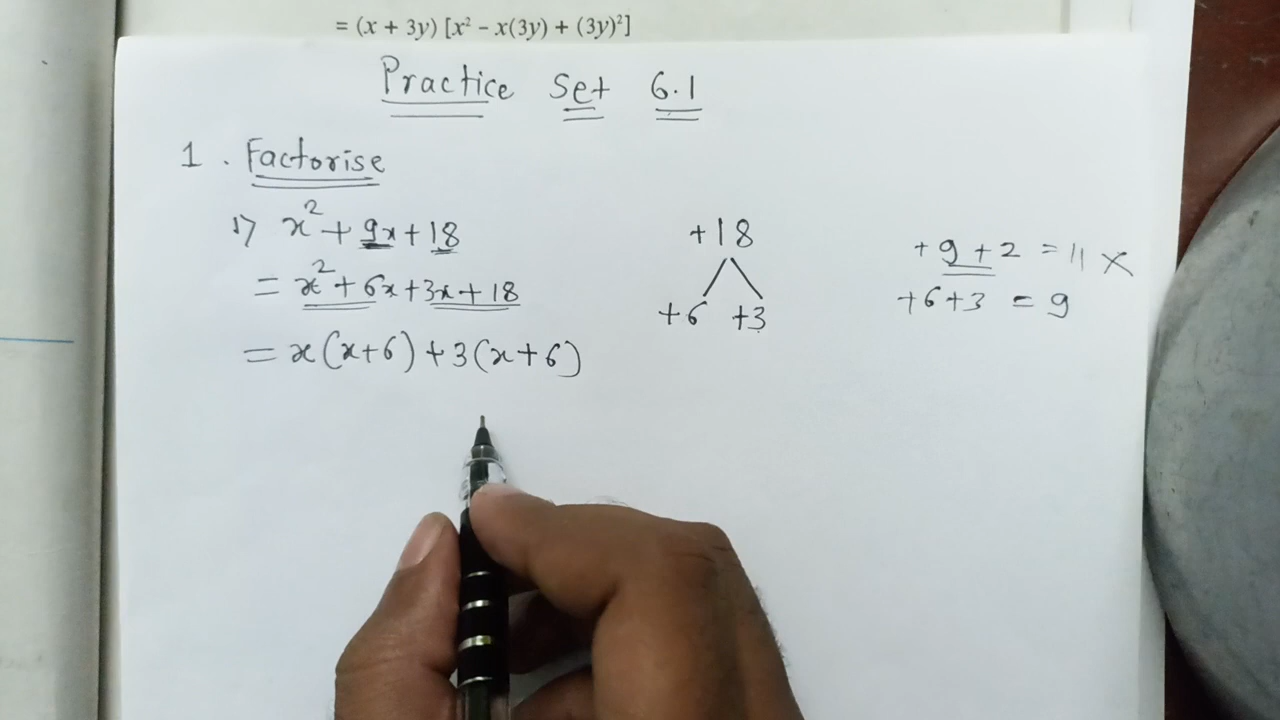 = (x + 3y) [x² – x(3y) + (3y)²]
Practice Set 6.1
1 . Factorise
1) x² + 9x + 18
= x² + 6x + 3x + 18
= x(x+6) + 3(x+6)
+18
+6 +3
+9 +2 = 11 ×
+6+3 = 9